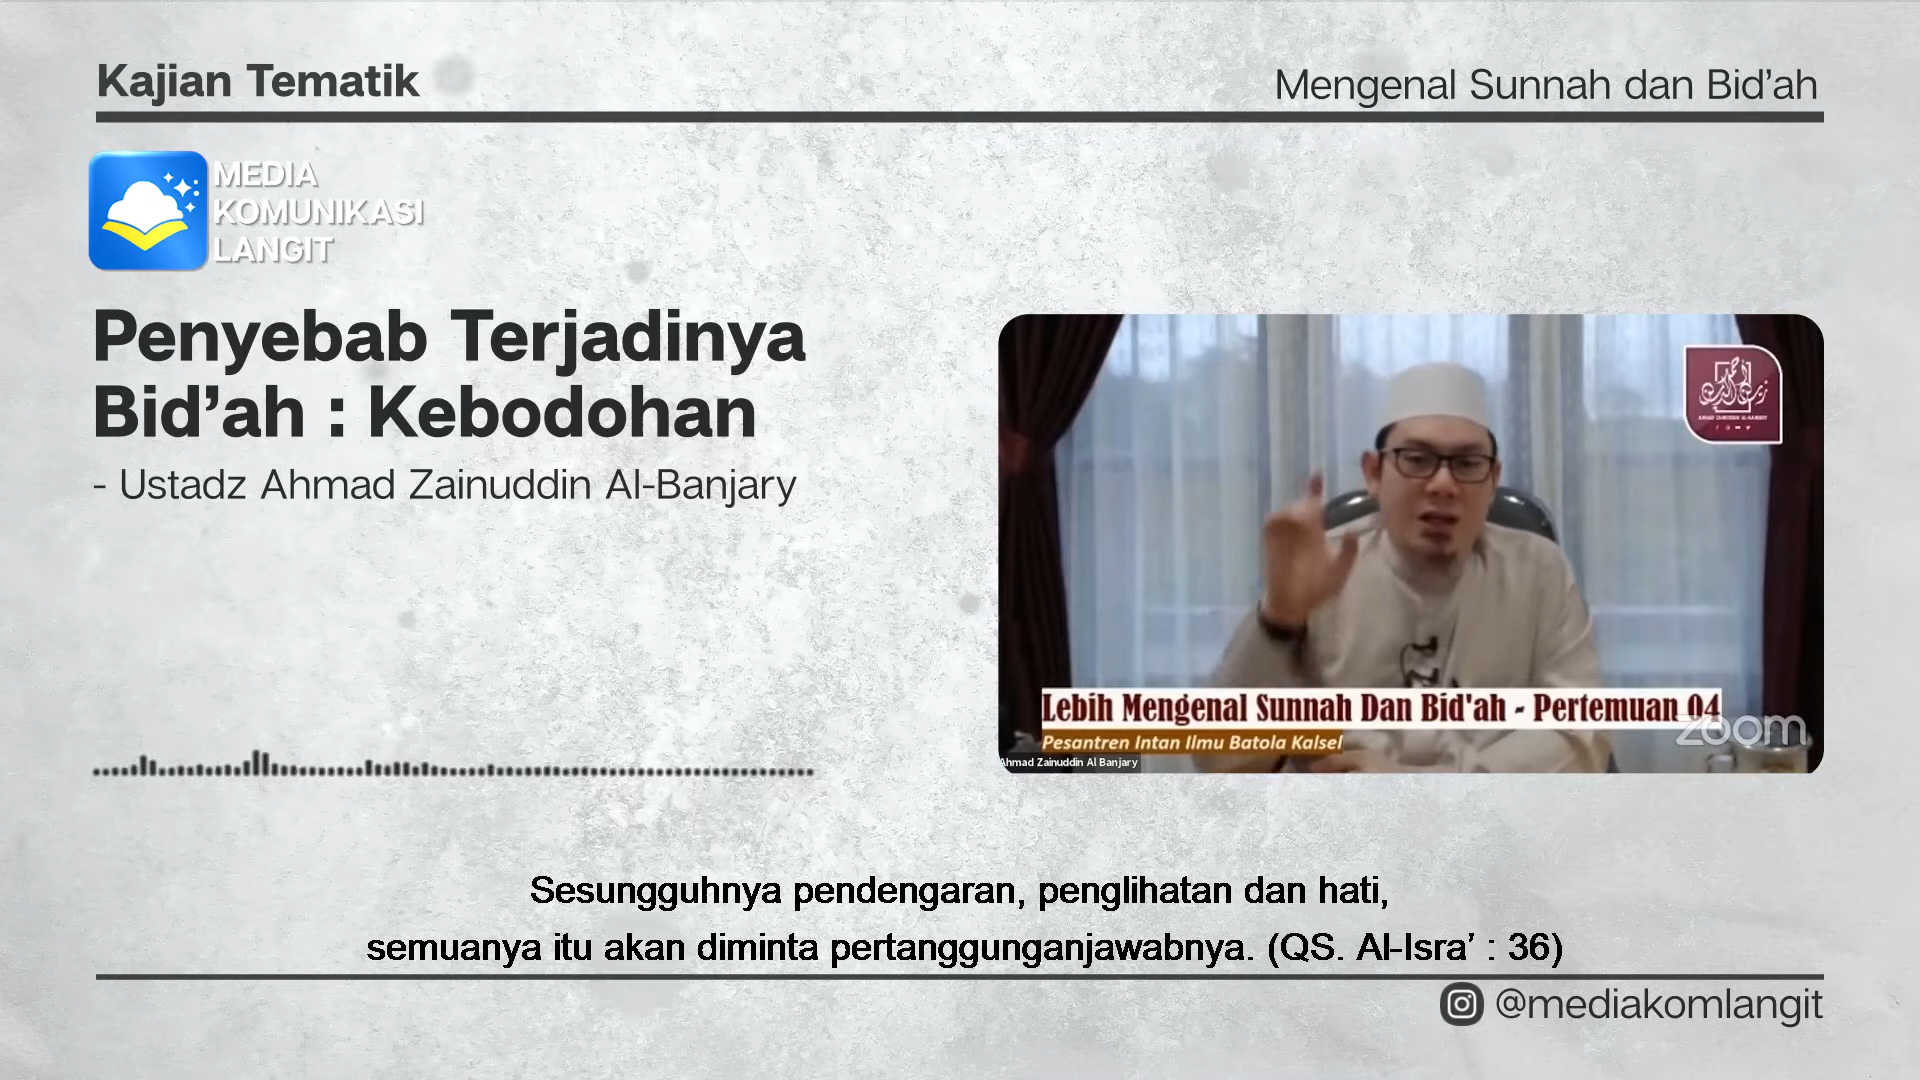 Kajian Tematik
Mengenal Sunnah dan Bid’ah
MEDIA
KOMUNIKASI
LANGIT
Penyebab Terjadinya
Bid’ah : Kebodohan
- Ustadz Ahmad Zainuddin Al-Banjary
Lebih Mengenal Sunnah Dan Bid'ah - Pertemuan 04
zoom
Pesantren Intan Ilmu Batola Kalsel
Ahmad Zainuddin Al Banjary
Sesungguhnya pendengaran, penglihatan dan hati,
semuanya itu akan diminta pertanggunganjawabnya. (QS. Al-Isra’ : 36)
@mediakomlangit